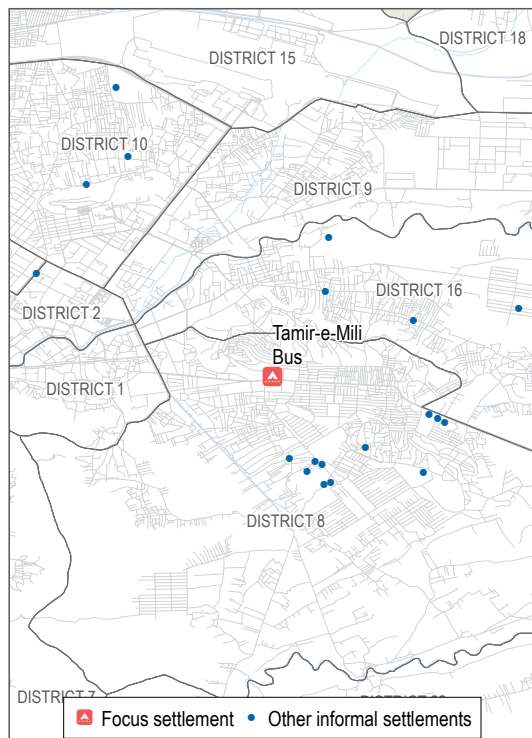 DISTRICT 18
DISTRICT 15
DISTRICT 10
DISTRICT 9
DISTRICT 16
DISTRICT 2
Tamir-e-Mili
Bus
DISTRICT 1
DISTRICT 8
DISTRICT 7
Focus settlement
Other informal settlements